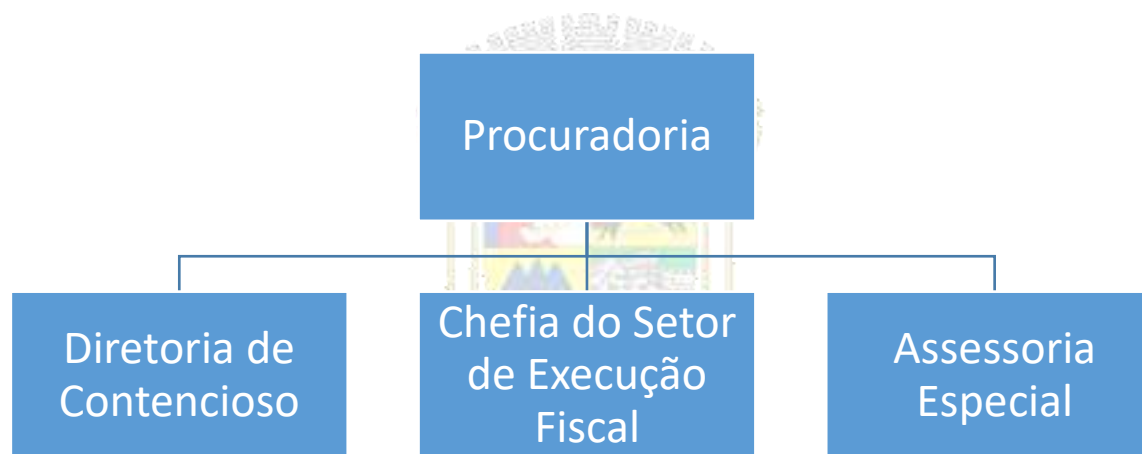 Procuradoria
Diretoria de
Contencioso
Chefia do Setor
de Execução
Fiscal
Assessoria
Especial